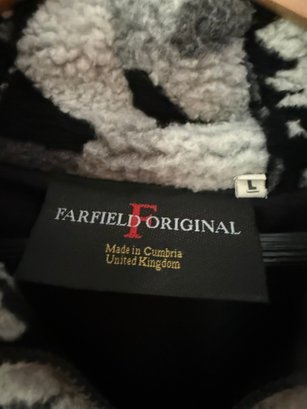 L
F
FARFIELD ORIGINAL
Made in Cumbria
United Kingdom